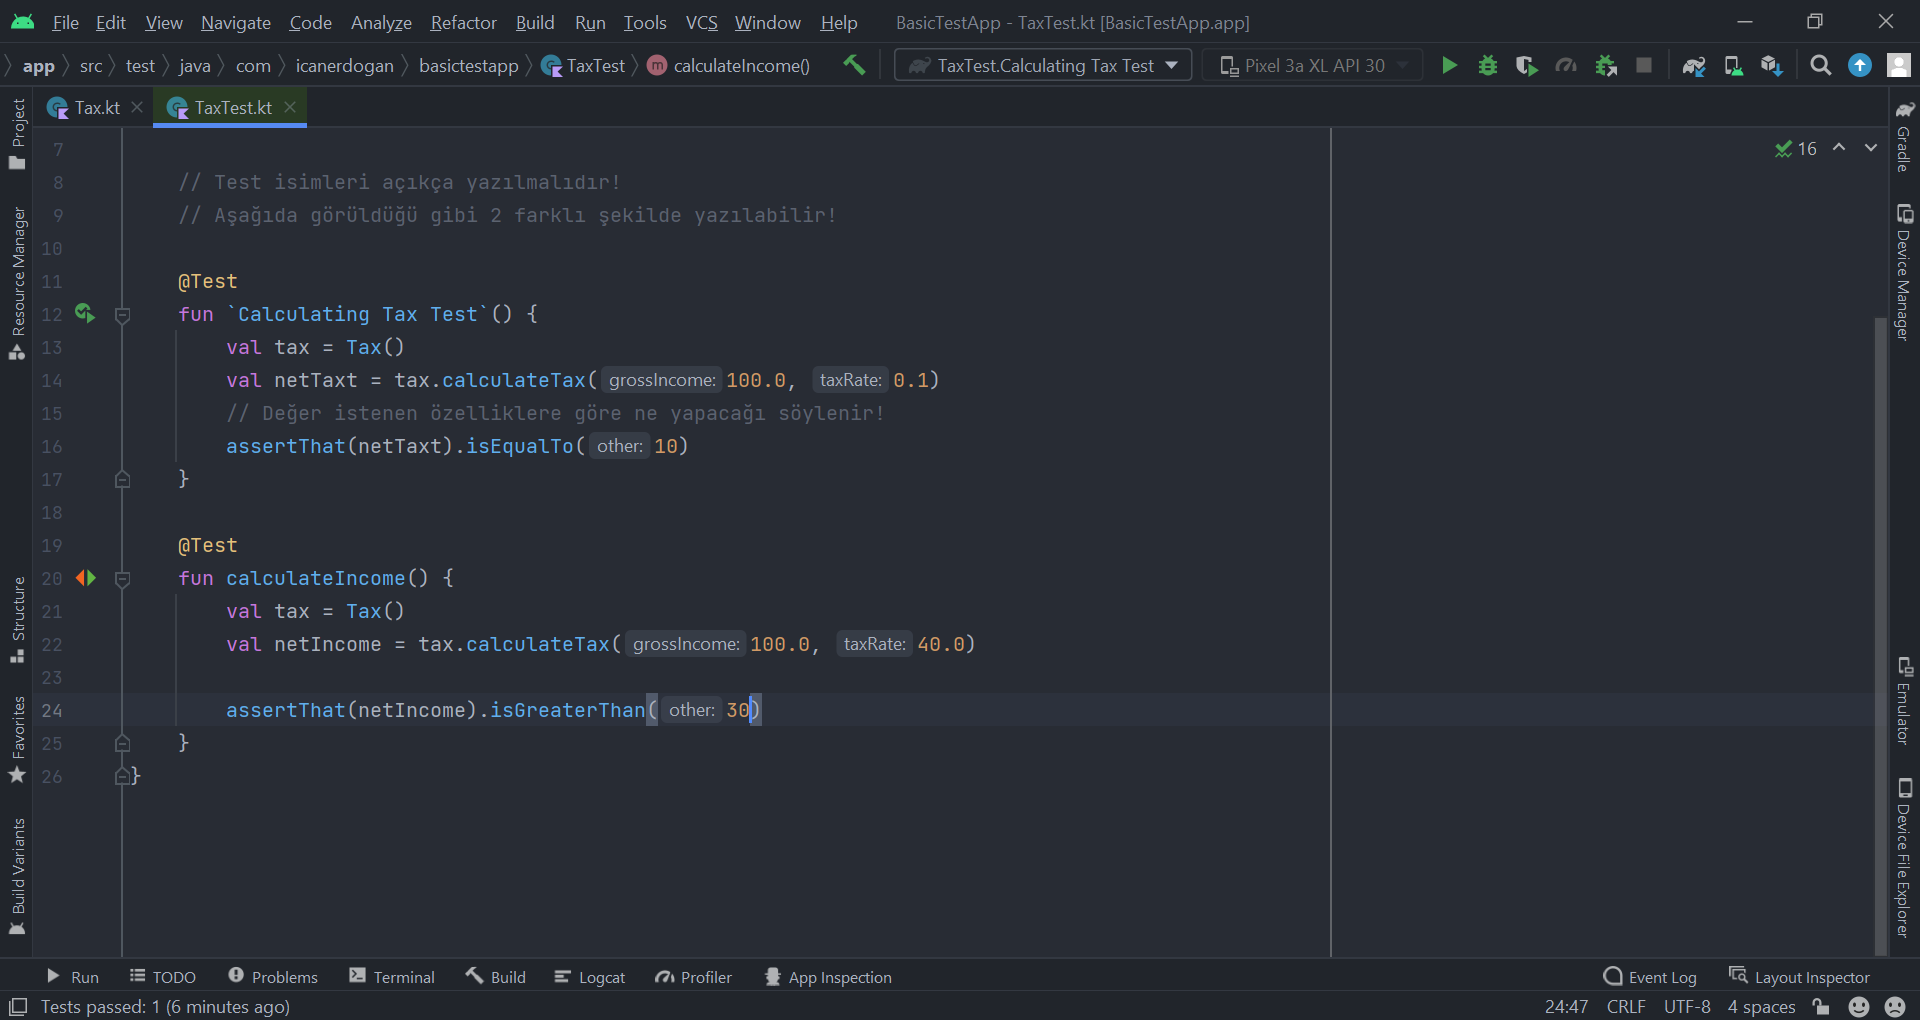 File Edit View Navigate Code Analyze Refactor Build Run Tools VCS Window Help BasicTestApp - TaxTest.kt [BasicTestApp.app]
app src test java com icanerdogan basictestapp TaxTest m calculateIncome() TaxTest.Calculating Tax Test Pixel 3a XL API 30
Tax.kt TaxTest.kt
16
7
8 // Test isimleri açıkça yazılmalıdır!
9 // Aşağıda görüldüğü gibi 2 farklı şekilde yazılabilir!
10
11 @Test
12 fun `Calculating Tax Test`() {
13 val tax = Tax()
14 val netTaxt = tax.calculateTax( grossIncome: 100.0, taxRate: 0.1)
15 // Değer istenen özelliklere göre ne yapacağı söylenir!
16 assertThat(netTaxt).isEqualTo( other: 10)
17 }
18
19 @Test
20 fun calculateIncome() {
21 val tax = Tax()
22 val netIncome = tax.calculateTax( grossIncome: 100.0, taxRate: 40.0)
23
24 assertThat(netIncome).isGreaterThan( other: 30)
25 }
26 }
Project
Resource Manager
Structure
Favorites
Build Variants
Gradle
Device Manager
Emulator
Device File Explorer
Run TODO Problems Terminal Build Logcat Profiler App Inspection Event Log Layout Inspector
Tests passed: 1 (6 minutes ago) 24:47 CRLF UTF-8 4 spaces